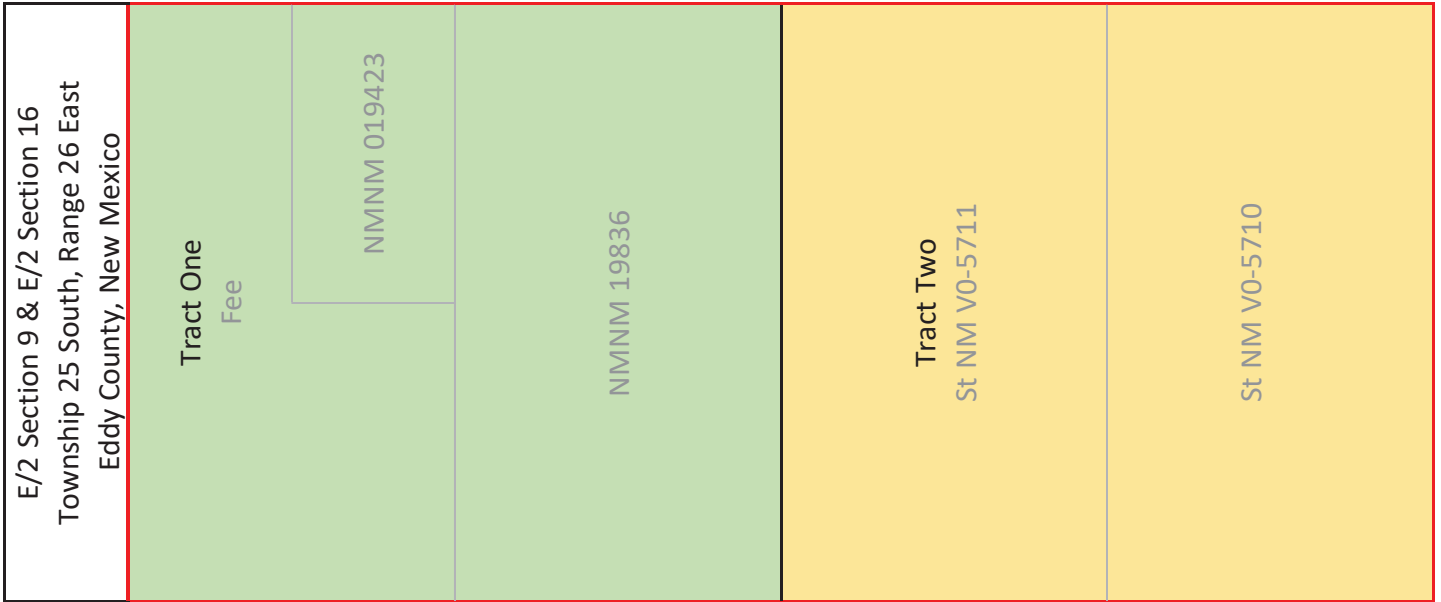 E/2 Section 9 & E/2 Section 16
Township 25 South, Range 26 East
Eddy County, New Mexico
Tract One
Fee
NMNM 019423
NMNM 19836
Tract Two
St NM V0-5711
St NM V0-5710